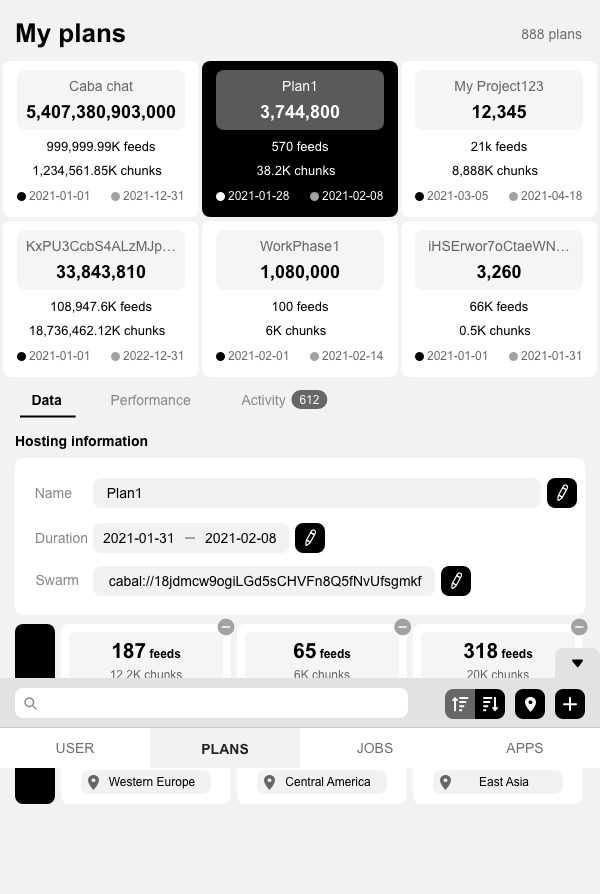 My plans
888 plans
Caba chat
5,407,380,903,000
999,999.99K feeds
1,234,561.85K chunks
2021-01-01 2021-12-31
Plan1
3,744,800
570 feeds
38.2K chunks
2021-01-28 2021-02-08
My Project123
12,345
21k feeds
8,888K chunks
2021-03-05 2021-04-18
KxPU3CcbS4ALzMJp…
33,843,810
108,947.6K feeds
18,736,462.12K chunks
2021-01-01 2022-12-31
WorkPhase1
1,080,000
100 feeds
6K chunks
2021-02-01 2021-02-14
iHSErwor7oCtaeWN…
3,260
66K feeds
0.5K chunks
2021-01-01 2021-01-31
Data
Performance
Activity 612
Hosting information
Name Plan1
Duration 2021-01-31 — 2021-02-08
Swarm cabal://18jdmcw9ogiLGd5sCHVFn8Q5fNvUfsgmkf
187 feeds
12.2K chunks
65 feeds
6K chunks
318 feeds
20K chunks
USER
PLANS
JOBS
APPS
Western Europe
Central America
East Asia